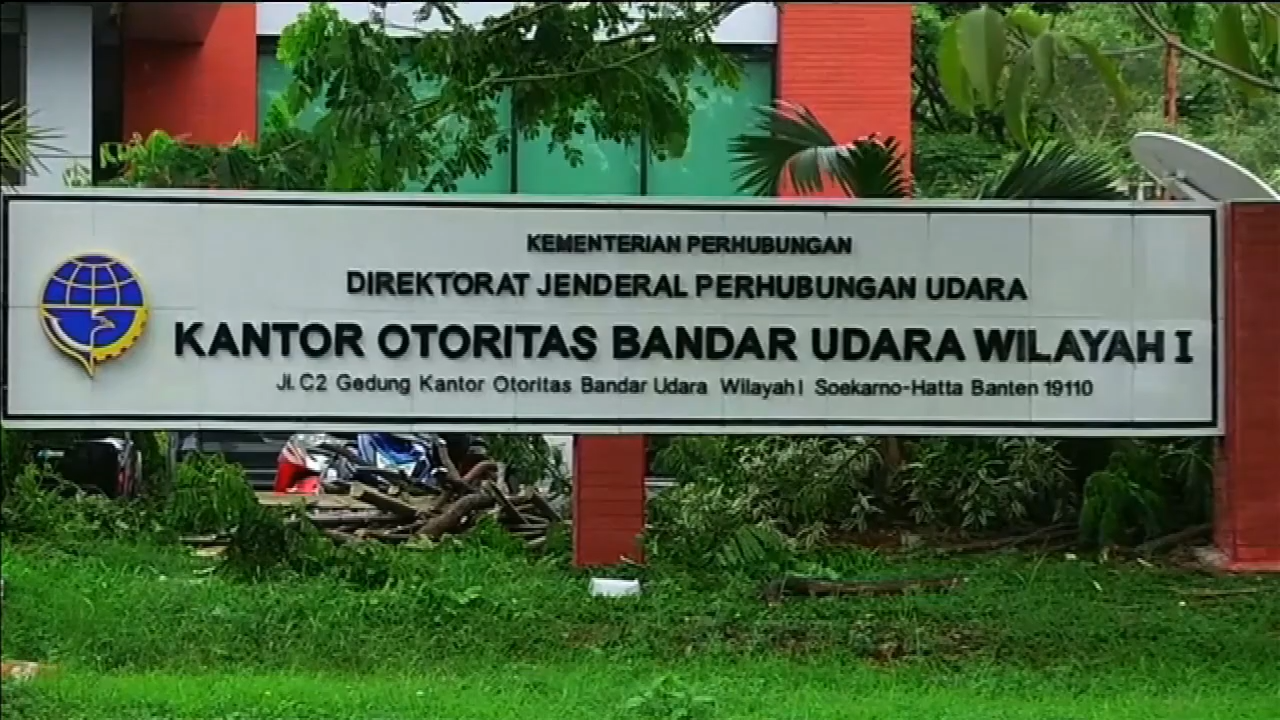 KEMENTERIAN PERHUBUNGAN
DIREKTORAT JENDERAL PERHUBUNGAN UDARA
KANTOR OTORITAS BANDAR UDARA WILAYAH I
Jl. C2 Gedung Kantor Otoritas Bandar Udara Wilayah I Soekarno-Hatta Banten 19110